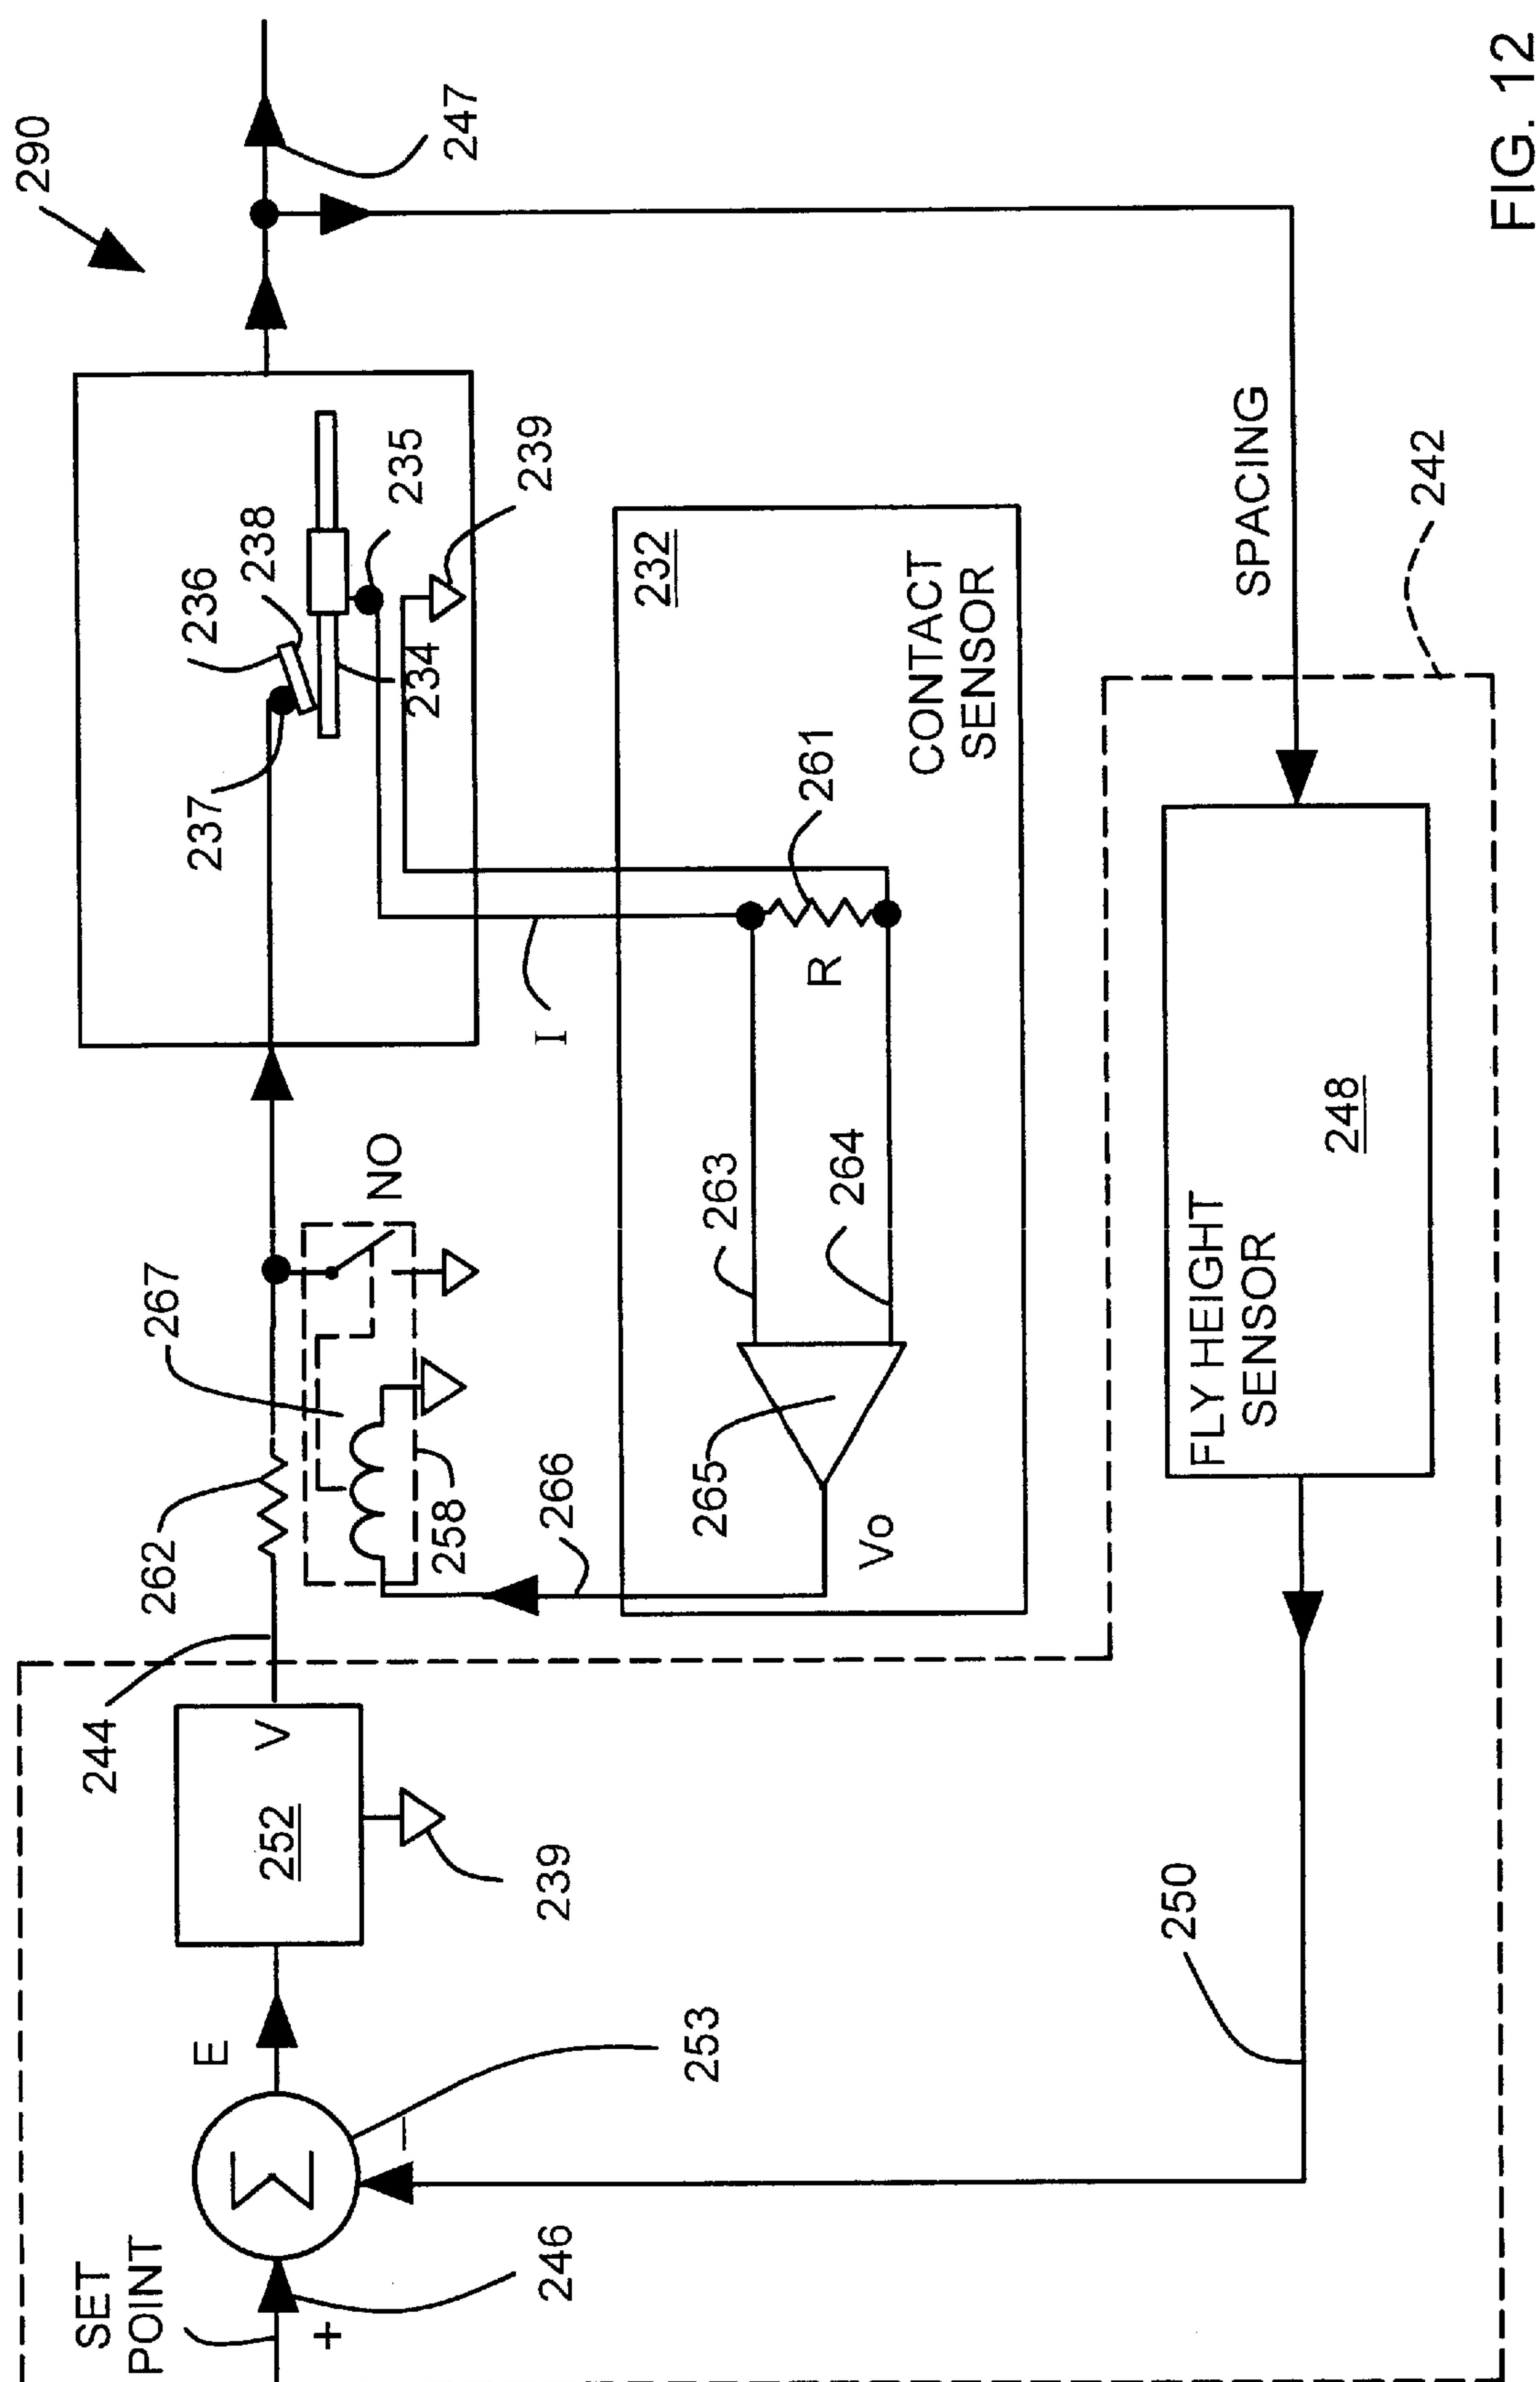 290
247
236
238
237
235
234
239
232
CONTACT
SENSOR
261
R
I
263
264
265
Vo
NO
267
262
258
266
244
V
252
239
E
253
Σ
SET
POINT
246
+
−
250
SPACING
242
FLY HEIGHT
SENSOR
248
FIG. 12